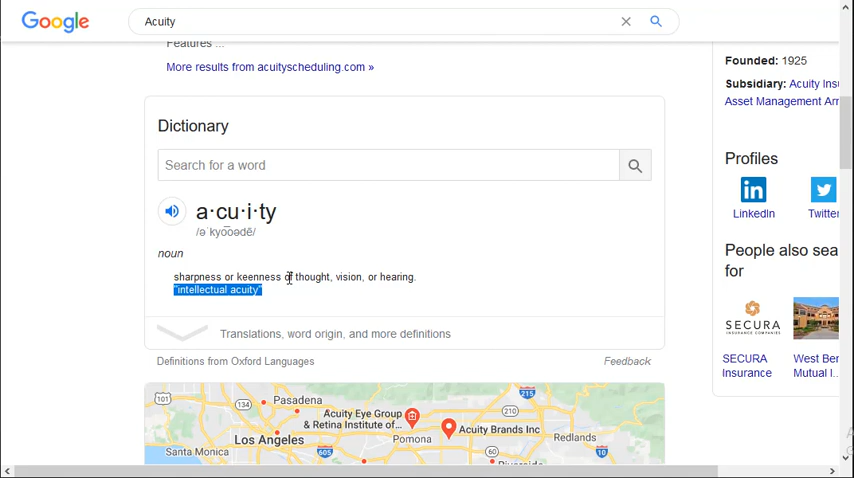 Google
Acuity
Features ...
More results from acuityscheduling.com »
Dictionary
Search for a word
a·cu·i·ty
/əˈkyo͞oədē/
noun
sharpness or keenness of thought, vision, or hearing.
"intellectual acuity"
Translations, word origin, and more definitions
Definitions from Oxford Languages
Feedback
101
134
Pasadena
215
Acuity Eye Group
& Retina Institute of...
210
Acuity Brands Inc
Los Angeles
Pomona
Redlands
Santa Monica
605
60
10
Riverside
Founded: 1925
Subsidiary: Acuity Ins
Asset Management Arm
Profiles
LinkedIn
Twitter
People also sea
for
SECURA
INSURANCE COMPANIES
SECURA
Insurance
West Ben
Mutual I...